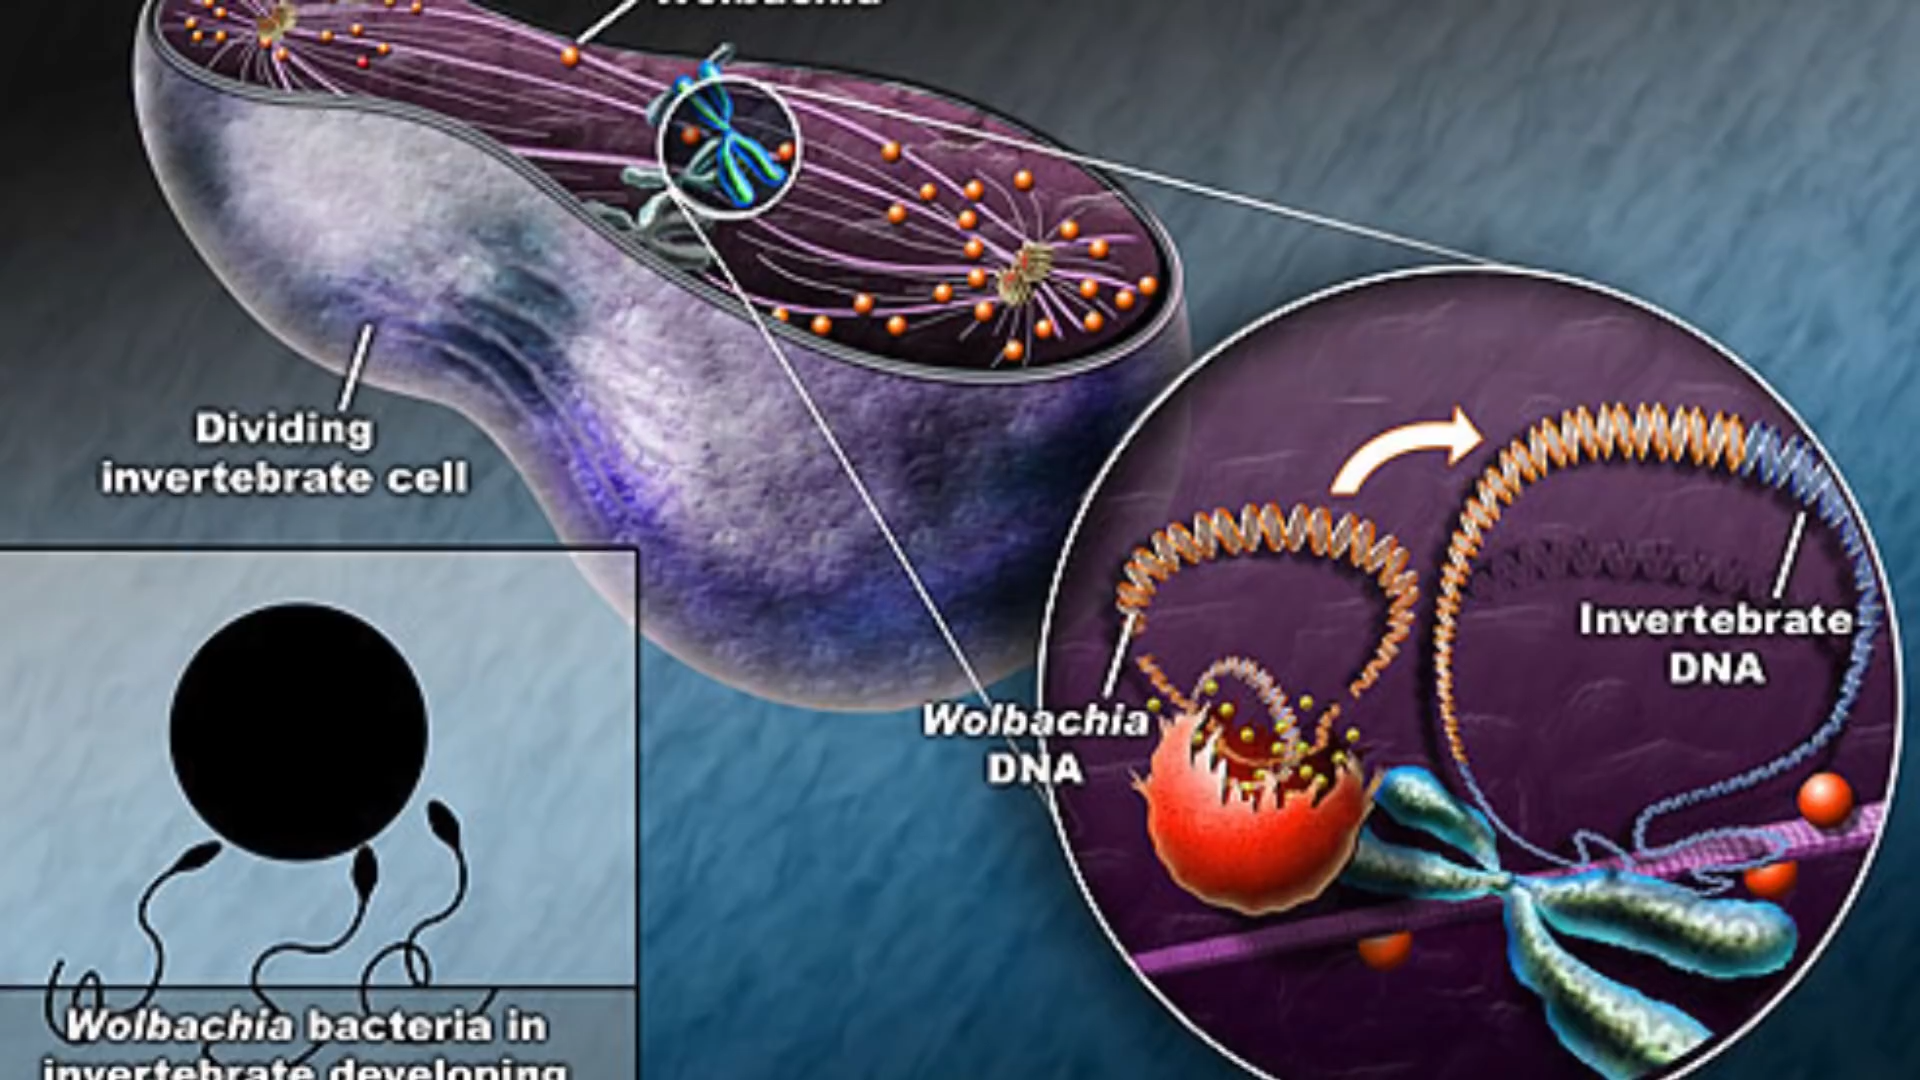 Wolbachia
Dividing
invertebrate cell
Invertebrate
DNA
Wolbachia
DNA
Wolbachia bacteria in
invertebrate developing